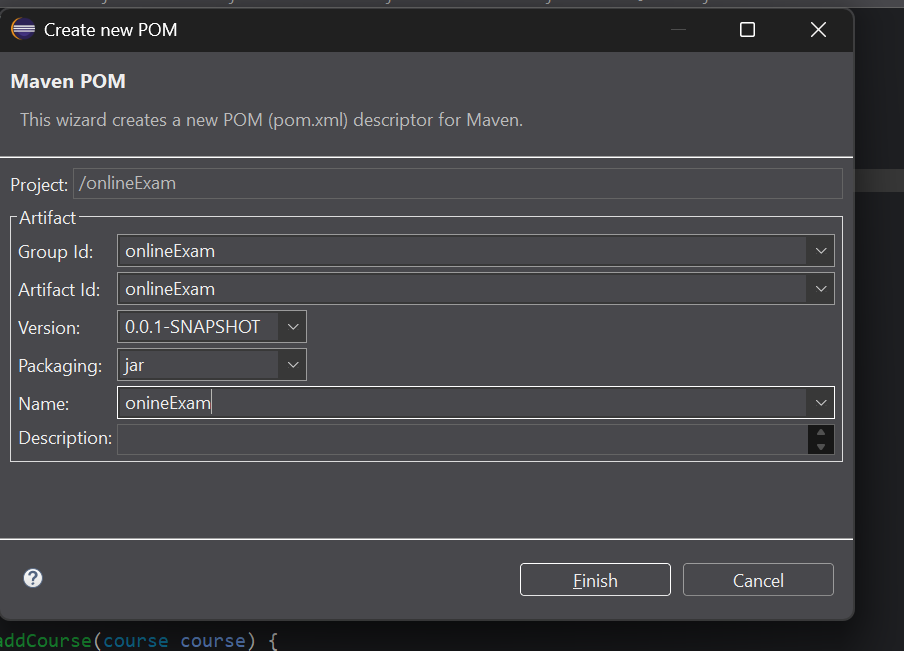 Create new POM
Maven POM
This wizard creates a new POM (pom.xml) descriptor for Maven.
Project: /onlineExam
Artifact
Group Id: onlineExam
Artifact Id: onlineExam
Version: 0.0.1-SNAPSHOT
Packaging: jar
Name: onineExam
Description:
? Finish Cancel
addCourse(course course) {